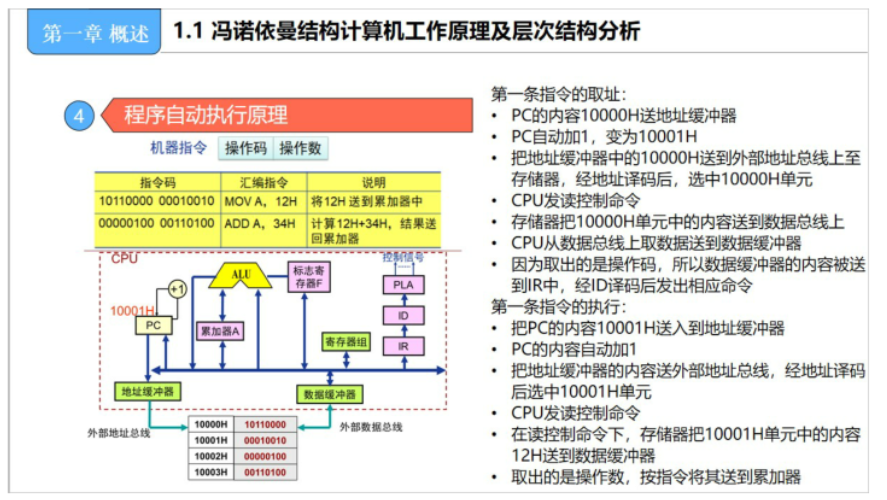 第一章 概述
1.1 冯诺依曼结构计算机工作原理及层次结构分析
4 程序自动执行原理
机器指令 操作码 操作数
指令码 汇编指令 说明
10110000 00010010 MOV A, 12H 将12H 送到累加器中
00000100 00110100 ADD A, 34H 计算12H+34H，结果送
回累加器
CPU
控制信号
ALU
标志寄
存器F
PLA
+1
10001H
PC
累加器A
ID
寄存器组
IR
地址缓冲器
数据缓冲器
外部地址总线
外部数据总线
10000H 10110000
10001H 00010010
10002H 00000100
10003H 00110100
第一条指令的取址：
• PC的内容10000H送地址缓冲器
• PC自动加1，变为10001H
• 把地址缓冲器中的10000H送到外部地址总线上至
存储器，经地址译码后，选中10000H单元
• CPU发读控制命令
• 存储器把10000H单元中的内容送到数据总线上
• CPU从数据总线上取数据送到数据缓冲器
• 因为取出的是操作码，所以数据缓冲器的内容被送
到IR中，经ID译码后发出相应命令
第一条指令的执行：
• 把PC的内容10001H送入到地址缓冲器
• PC的内容自动加1
• 把地址缓冲器的内容送外部地址总线，经地址译码
后选中10001H单元
• CPU发读控制命令
• 在读控制命令下，存储器把10001H单元中的内容
12H送到数据缓冲器
• 取出的是操作数，按指令将其送到累加器